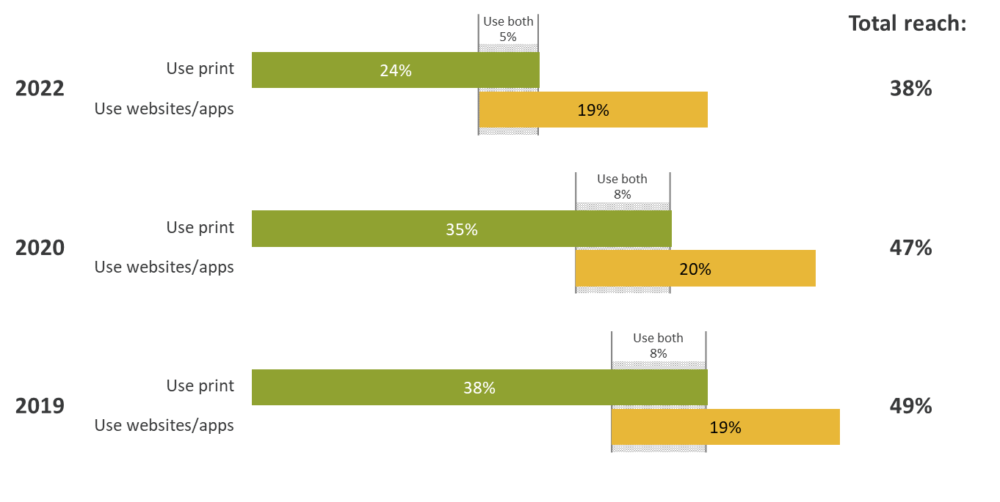 Total reach:
Use both
5%
2022
Use print
24%
38%
Use websites/apps
19%
Use both
8%
2020
Use print
35%
47%
Use websites/apps
20%
Use both
8%
2019
Use print
38%
49%
Use websites/apps
19%